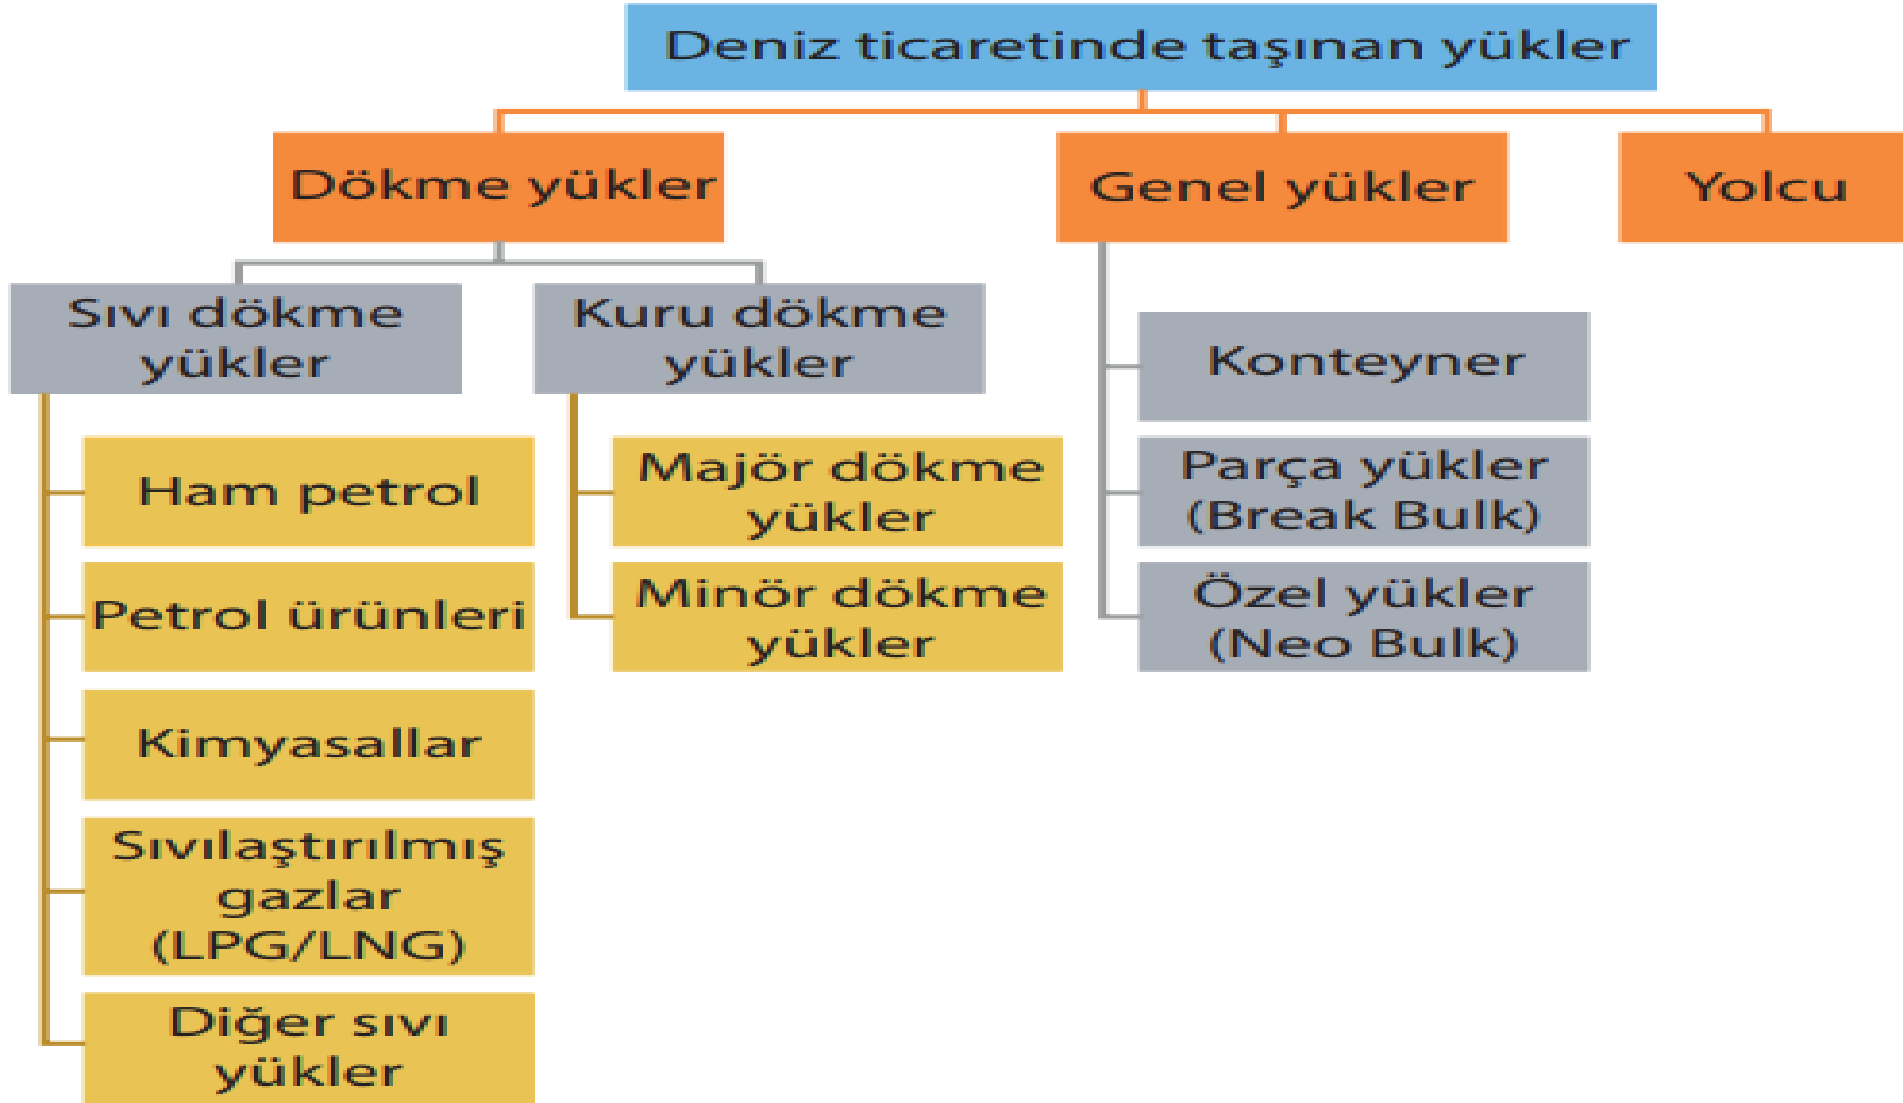 Deniz ticaretinde taşınan yükler
Dökme yükler
Genel yükler
Yolcu
Sıvı dökme
yükler
Kuru dökme
yükler
Konteyner
Ham petrol
Majör dökme
yükler
Parça yükler
(Break Bulk)
Petrol ürünleri
Minör dökme
yükler
Özel yükler
(Neo Bulk)
Kimyasallar
Sıvılaştırılmış
gazlar
(LPG/LNG)
Diğer sıvı
yükler